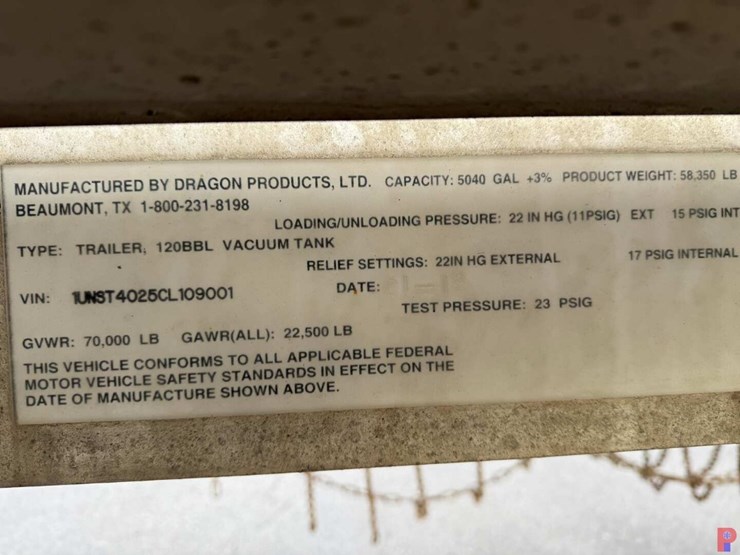 MANUFACTURED BY DRAGON PRODUCTS, LTD. CAPACITY: 5040 GAL +3% PRODUCT WEIGHT: 58,350 LB
BEAUMONT, TX 1-800-231-8198
LOADING/UNLOADING PRESSURE: 22 IN HG (11PSIG) EXT 15 PSIG INT
TYPE: TRAILER, 120BBL VACUUM TANK
RELIEF SETTINGS: 22IN HG EXTERNAL 17 PSIG INTERNAL
VIN: 1UNST4025CL109001 DATE:
TEST PRESSURE: 23 PSIG
GVWR: 70,000 LB GAWR(ALL): 22,500 LB
THIS VEHICLE CONFORMS TO ALL APPLICABLE FEDERAL
MOTOR VEHICLE SAFETY STANDARDS IN EFFECT ON THE
DATE OF MANUFACTURE SHOWN ABOVE.